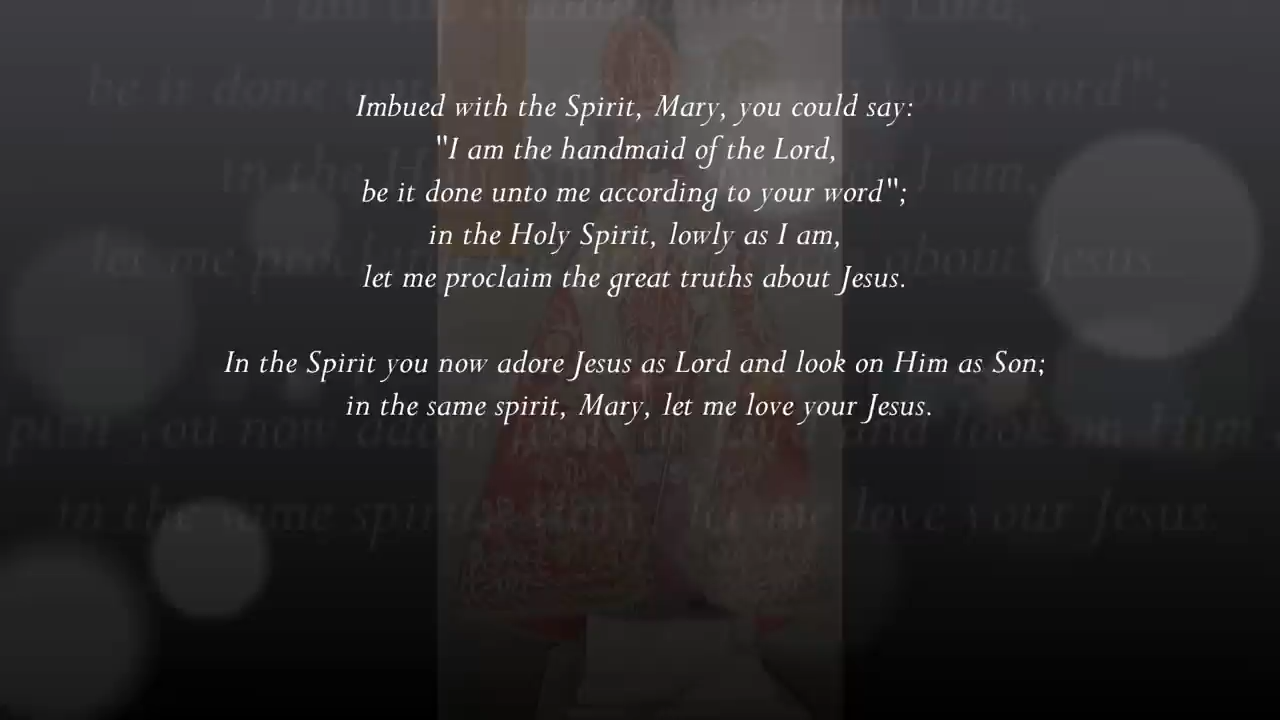 Imbued with the Spirit, Mary, you could say:
"I am the handmaid of the Lord,
be it done unto me according to your word";
in the Holy Spirit, lowly as I am,
let me proclaim the great truths about Jesus.
In the Spirit you now adore Jesus as Lord and look on Him as Son;
in the same spirit, Mary, let me love your Jesus.